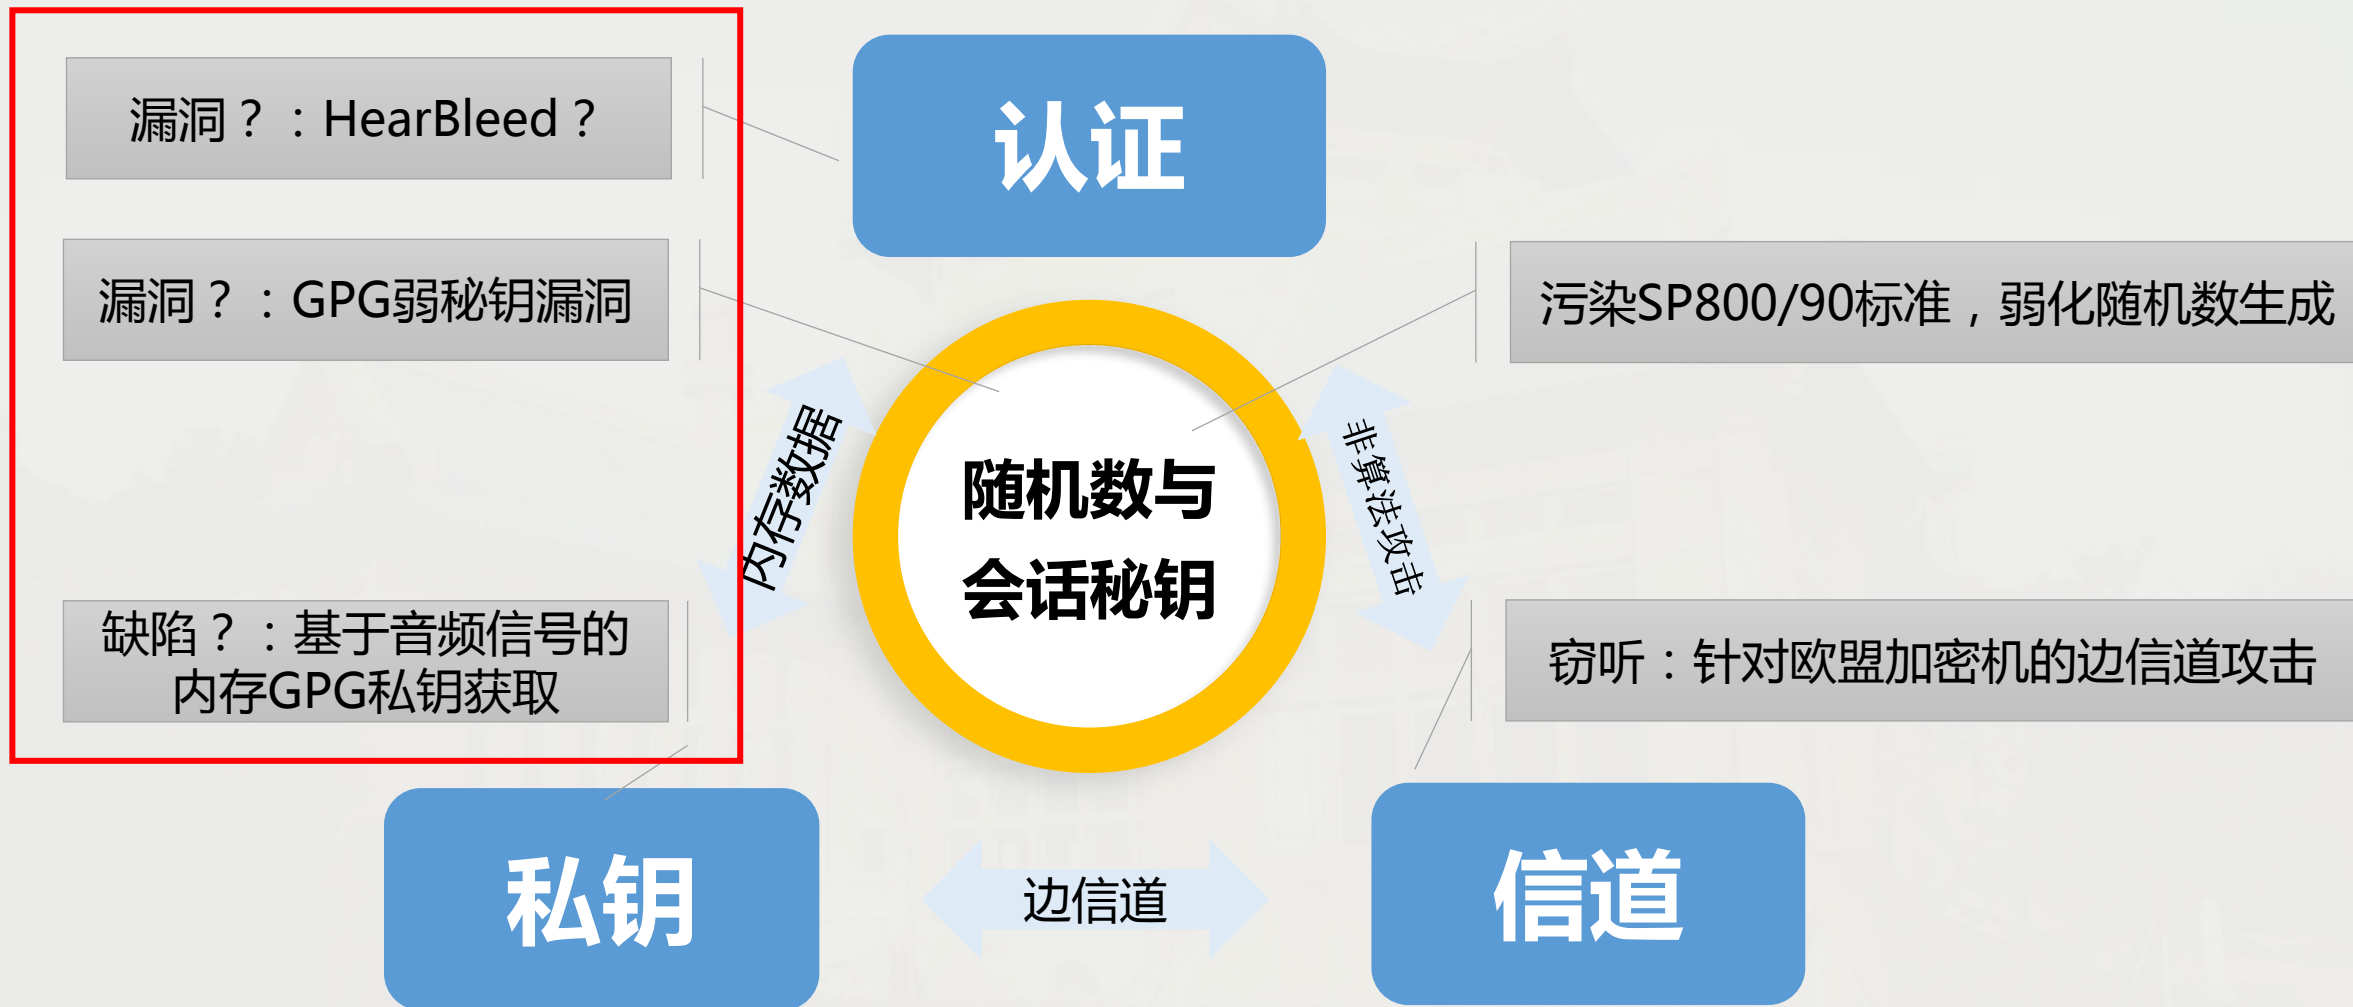 漏洞？：HearBleed？
认证
漏洞？：GPG弱秘钥漏洞
污染SP800/90标准，弱化随机数生成
内存数据
随机数与
会话秘钥
非算法攻击
缺陷？：基于音频信号的
内存GPG私钥获取
窃听：针对欧盟加密机的边信道攻击
私钥
边信道
信道